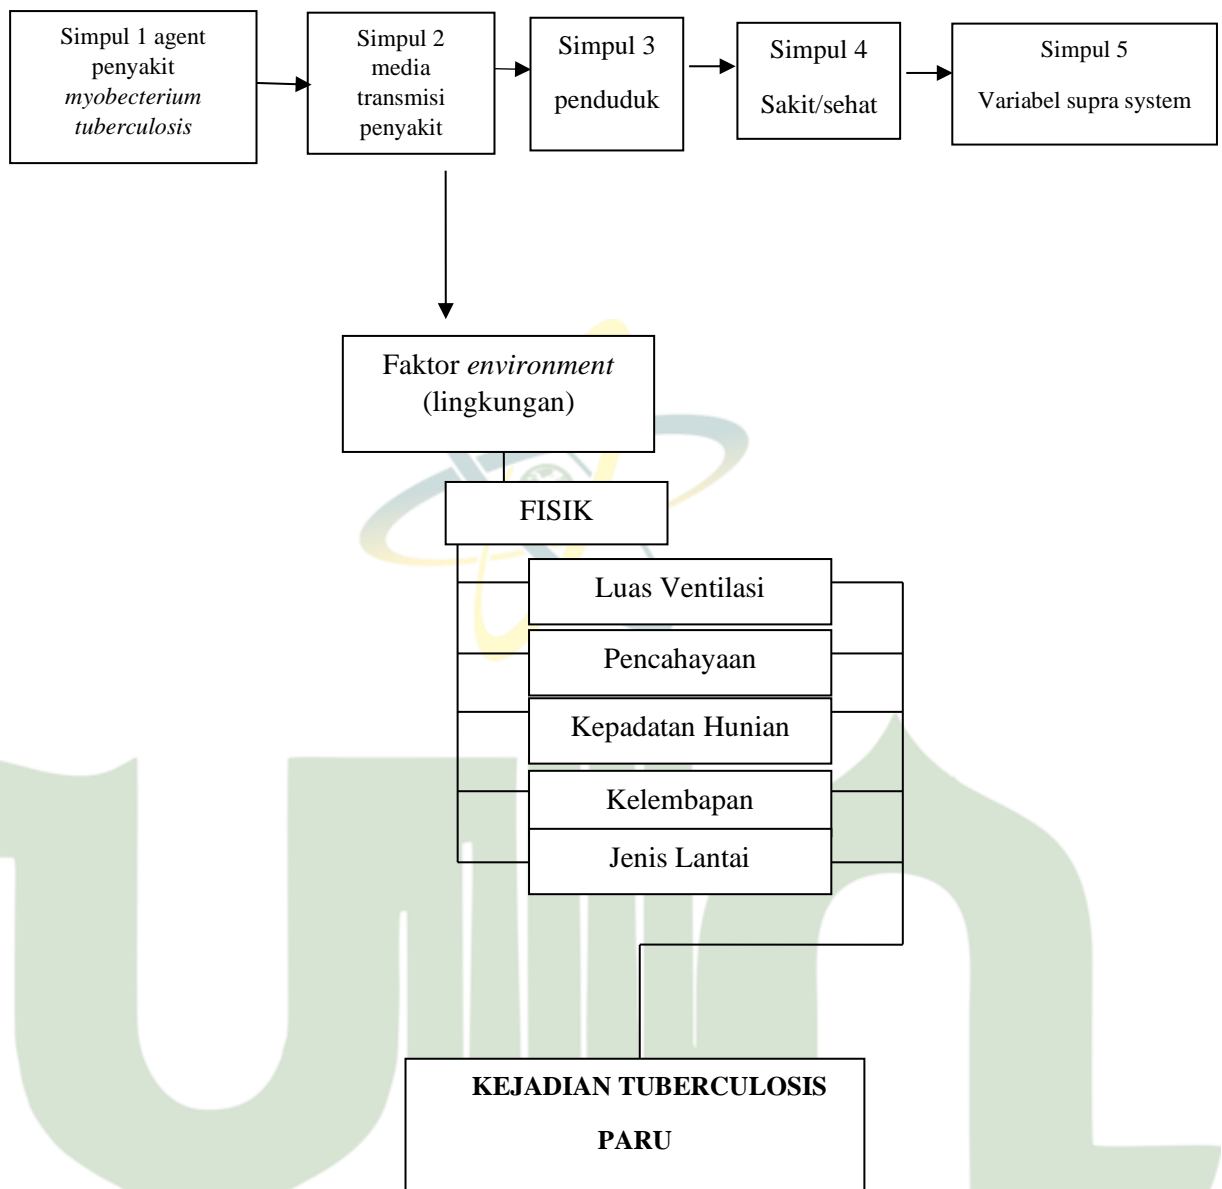 Simpul 1 agent
penyakit
myobecterium
tuberculosis
Simpul 2
media
transmisi
penyakit
Simpul 3
penduduk
Simpul 4
Sakit/sehat
Simpul 5
Variabel supra system
Faktor environment
(lingkungan)
FISIK
Luas Ventilasi
Pencahayaan
Kepadatan Hunian
Kelembapan
Jenis Lantai
KEJADIAN TUBERCULOSIS
PARU